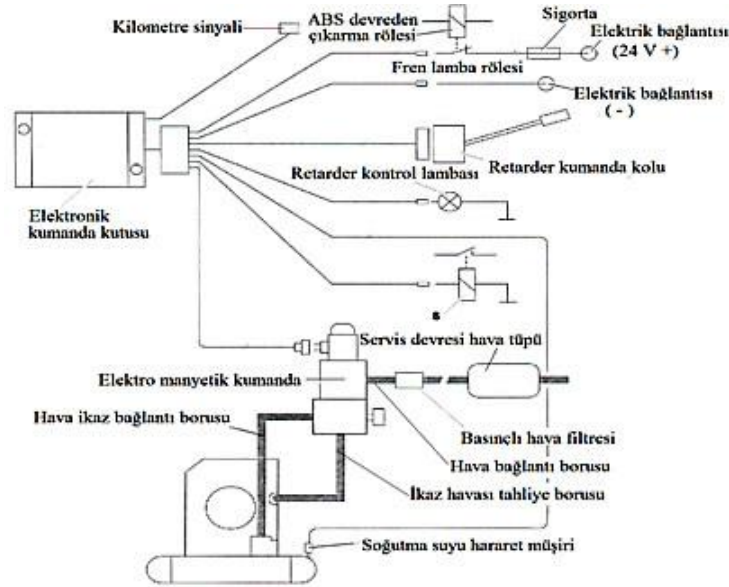 Kilometre sinyali
ABS devreden
çıkarma rölesi
Sigorta
Elektrik bağlantısı
(24 V +)
Fren lamba rölesi
Elektrik bağlantısı
( - )
Retarder kumanda kolu
Retarder kontrol lambası
Elektronik
kumanda kutusu
s
Servis devresi hava tüpü
Elektro manyetik kumanda
Hava ikaz bağlantı borusu
Basınçlı hava filtresi
Hava bağlantı borusu
İkaz havası tahliye borusu
Soğutma suyu hararet müşiri